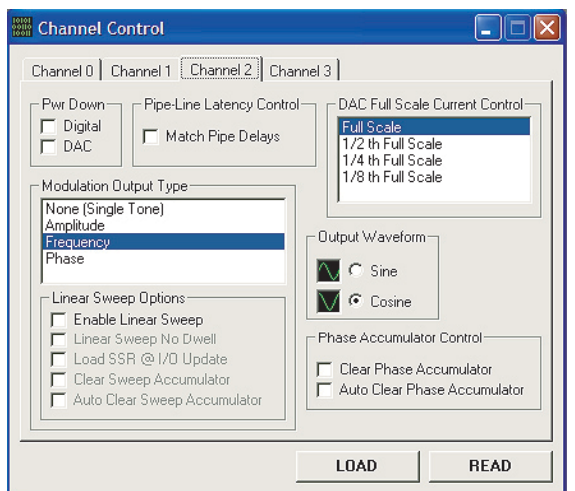 10101
00110
10011
Channel Control
Channel 0 Channel 1 Channel 2 Channel 3
Pwr Down
Digital
DAC
Pipe-Line Latency Control
Match Pipe Delays
DAC Full Scale Current Control
Full Scale
1/2 th Full Scale
1/4 th Full Scale
1/8 th Full Scale
Modulation Output Type
None (Single Tone)
Amplitude
Frequency
Phase
Output Waveform
Sine
Cosine
Linear Sweep Options
Enable Linear Sweep
Linear Sweep No Dwell
Load SSR @ I/O Update
Clear Sweep Accumulator
Auto Clear Sweep Accumulator
Phase Accumulator Control
Clear Phase Accumulator
Auto Clear Phase Accumulator
LOAD READ